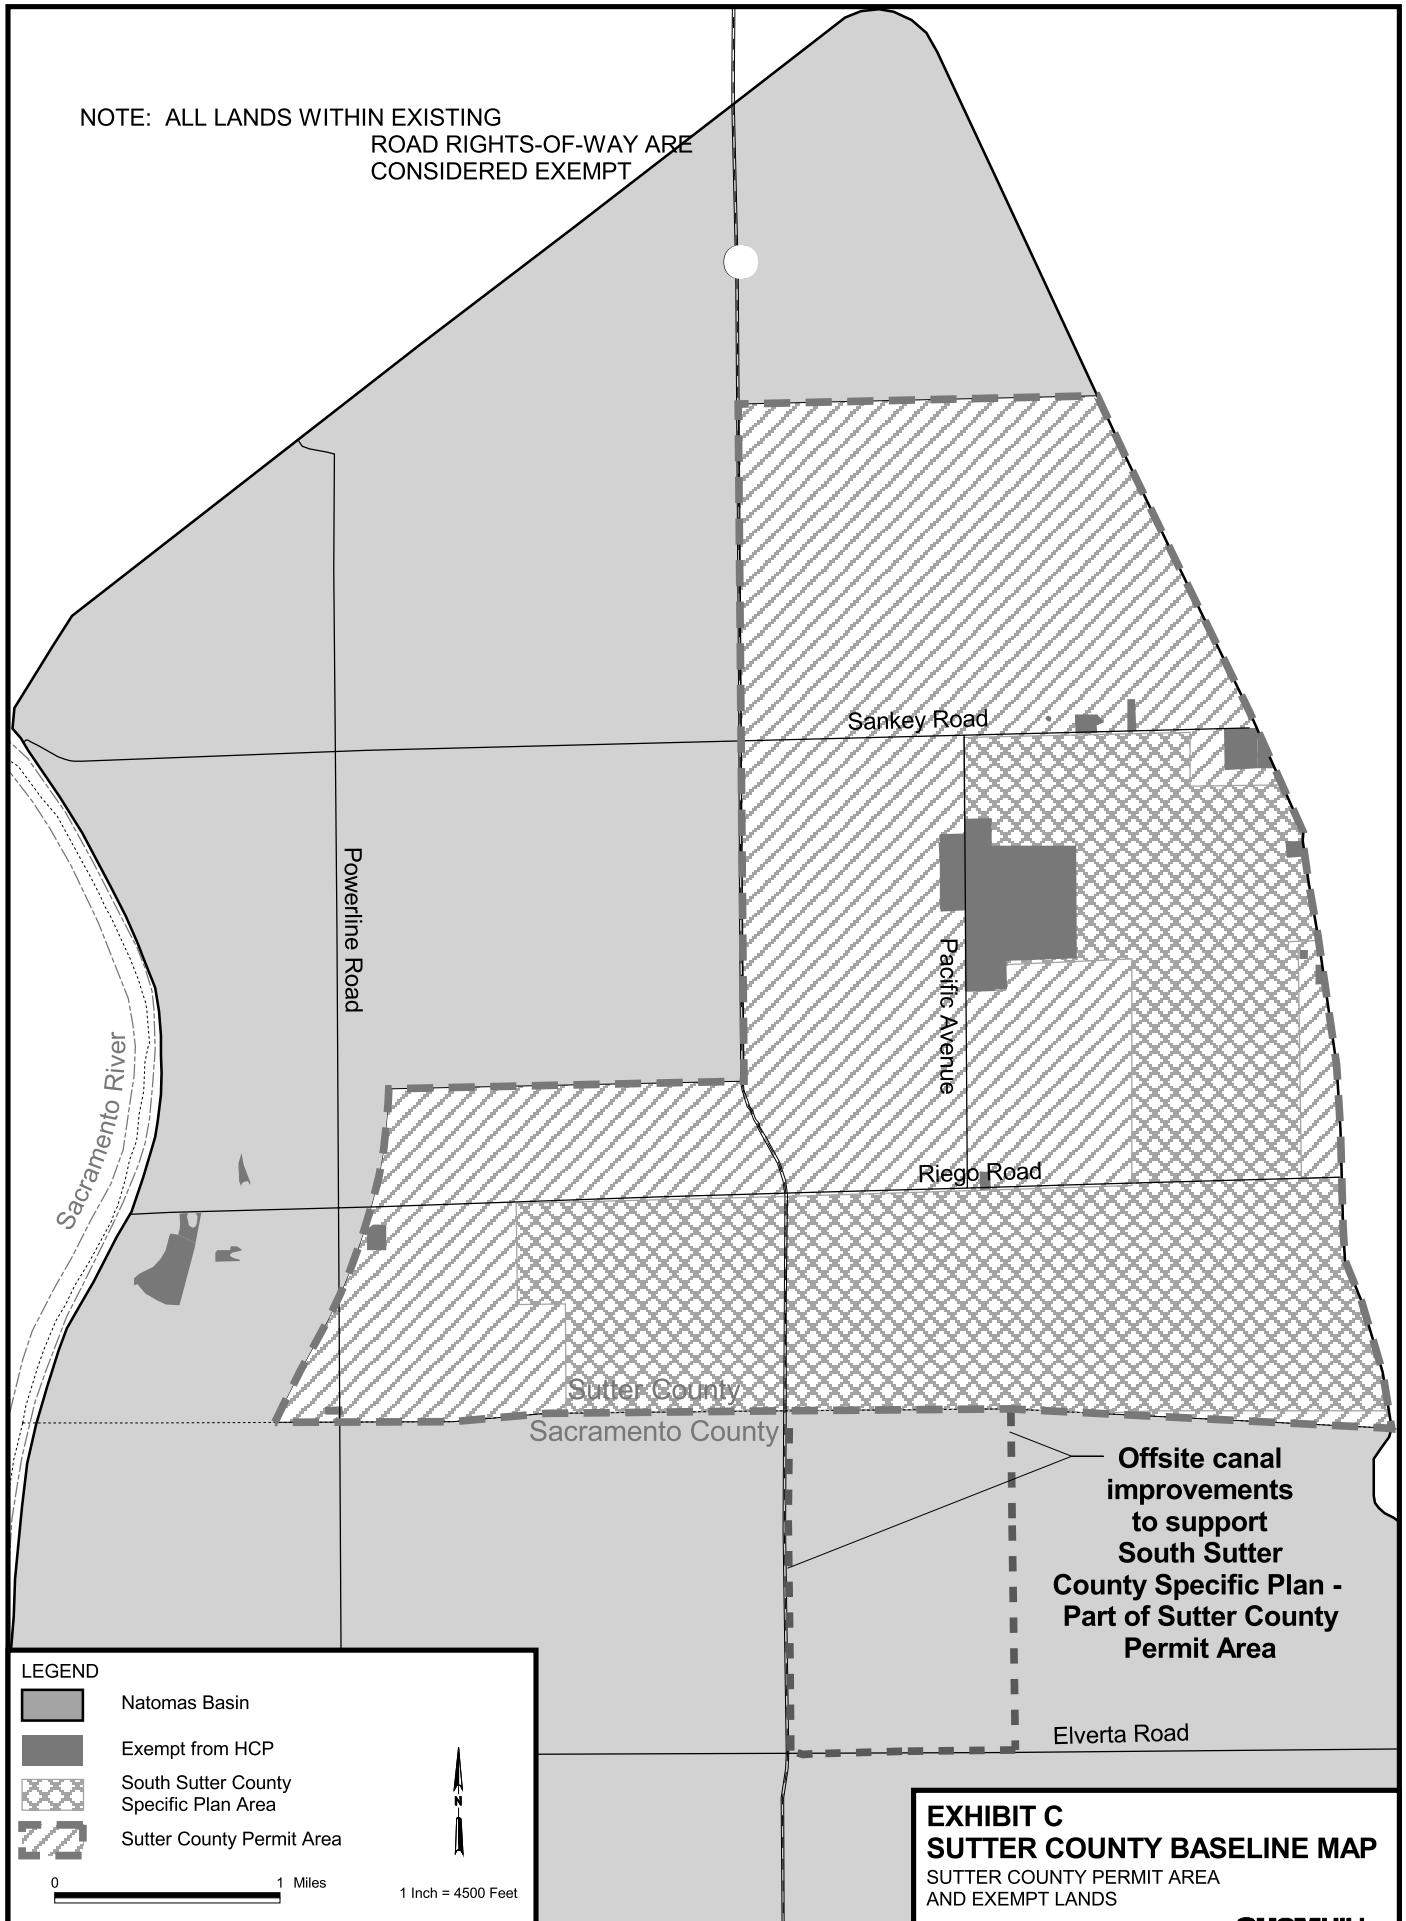 NOTE: ALL LANDS WITHIN EXISTING
ROAD RIGHTS-OF-WAY ARE
CONSIDERED EXEMPT
Sankey Road
Powerline Road
Pacific Avenue
Sacramento River
Riego Road
Sutter County
Sacramento County
Offsite canal
improvements
to support
South Sutter
County Specific Plan -
Part of Sutter County
Permit Area
Elverta Road
LEGEND
Natomas Basin
Exempt from HCP
South Sutter County
Specific Plan Area
Sutter County Permit Area
N
0 1 Miles
1 Inch = 4500 Feet
EXHIBIT C
SUTTER COUNTY BASELINE MAP
SUTTER COUNTY PERMIT AREA
AND EXEMPT LANDS